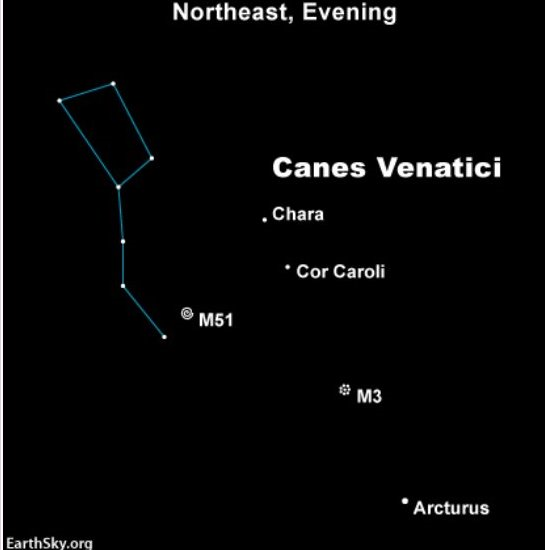 Northeast, Evening
Canes Venatici
Chara
Cor Caroli
M51
M3
Arcturus
EarthSky.org